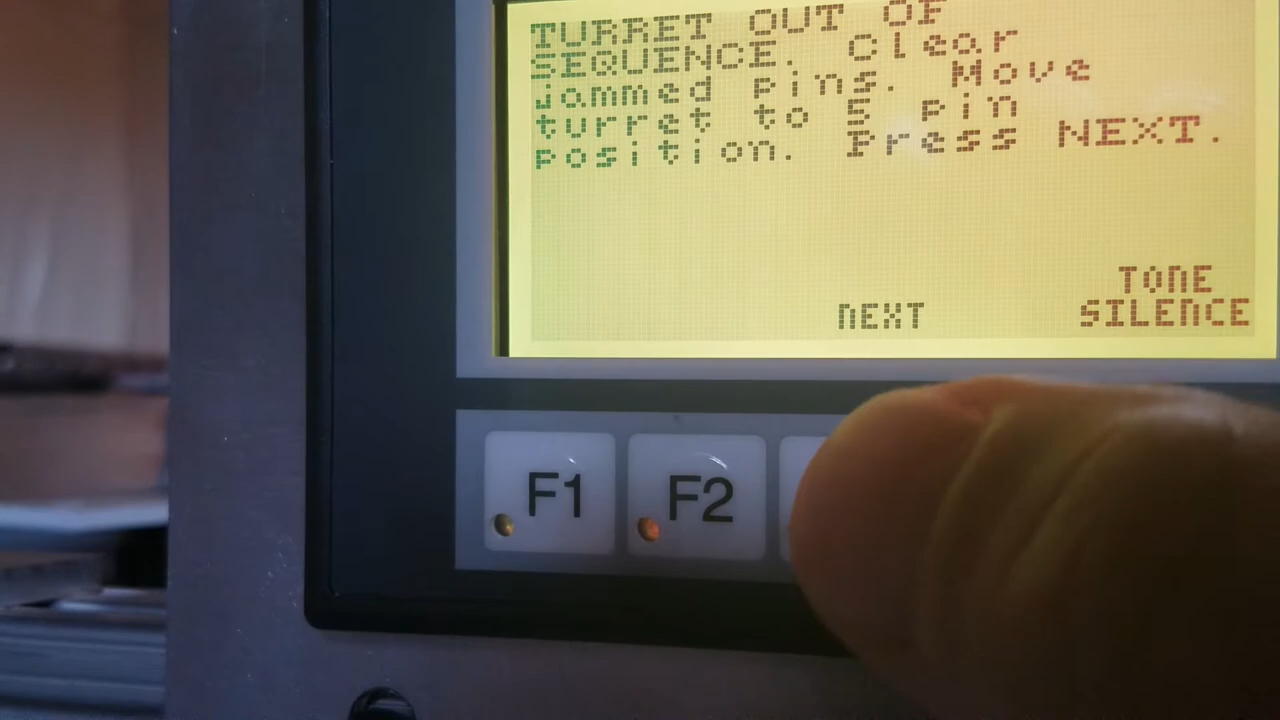 TURRET OUT OF
SEQUENCE. Clear
jammed pins. Move
turret to 5 pin
position. Press NEXT.
NEXT
TONE
SILENCE
F1
F2